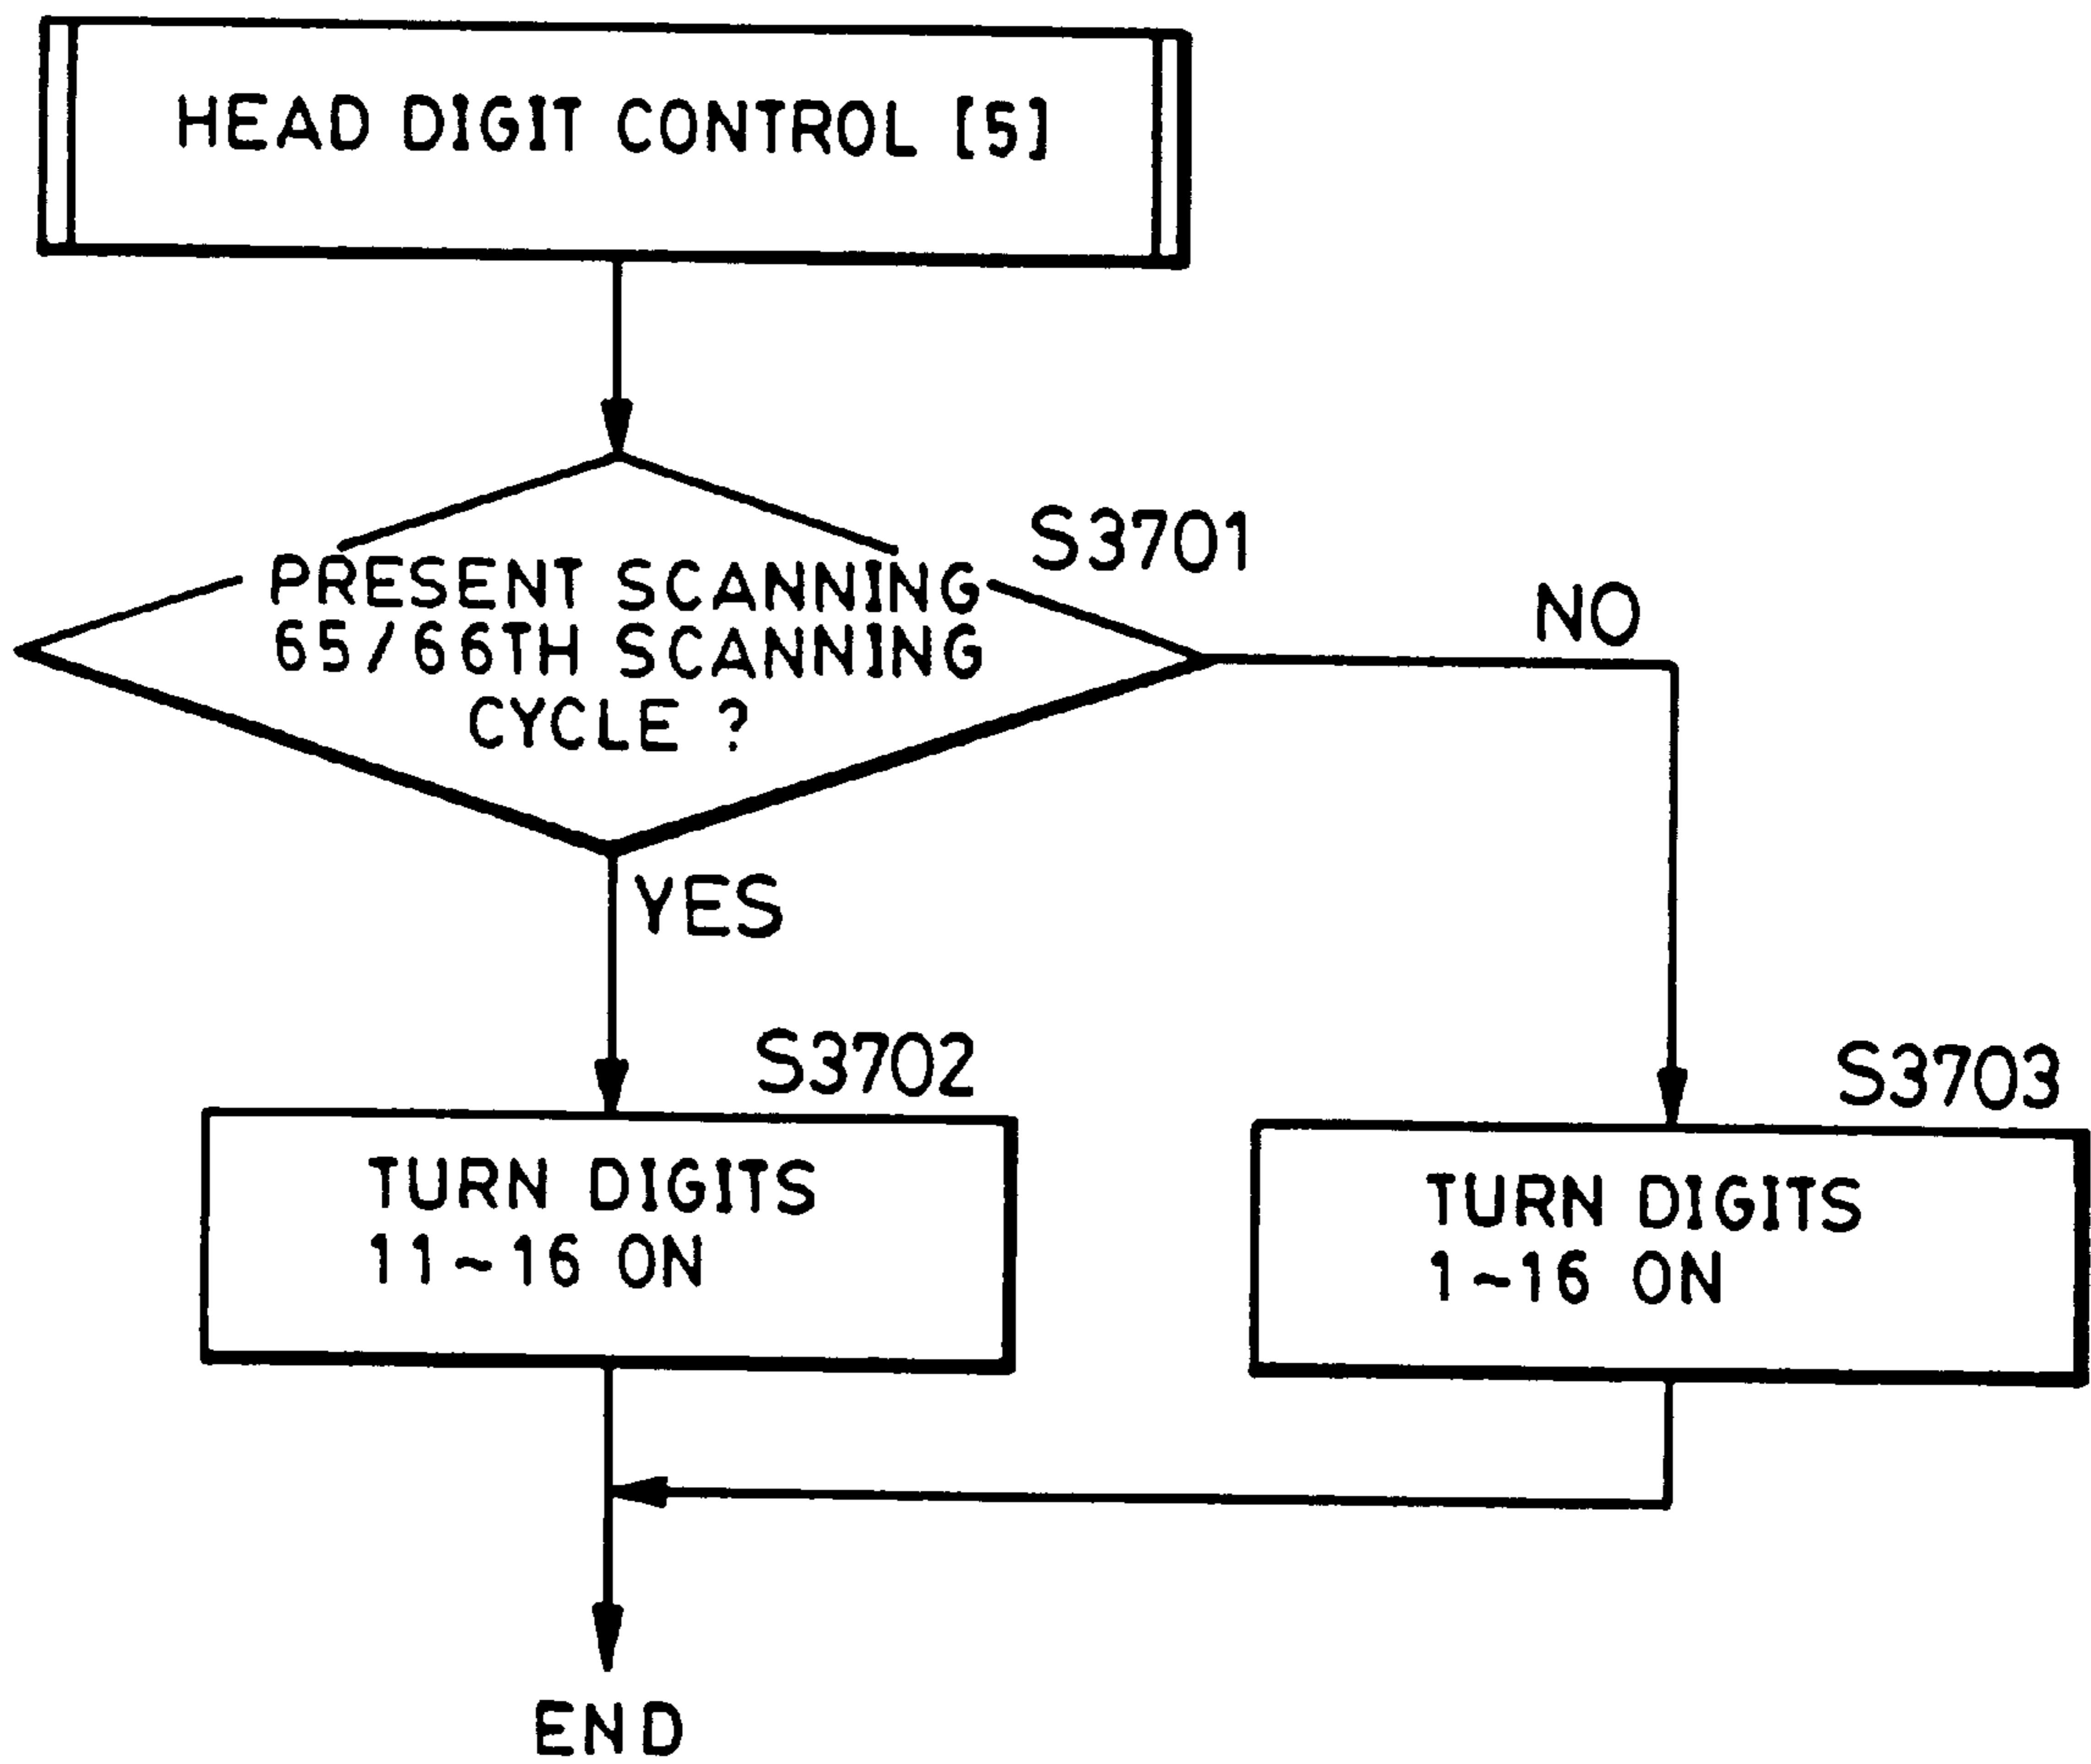 HEAD DIGIT CONTROL [5]
S3701
PRESENT SCANNING
65/66TH SCANNING
CYCLE ?
NO
YES
S3702
TURN DIGITS
11~16 ON
S3703
TURN DIGITS
1~16 ON
END